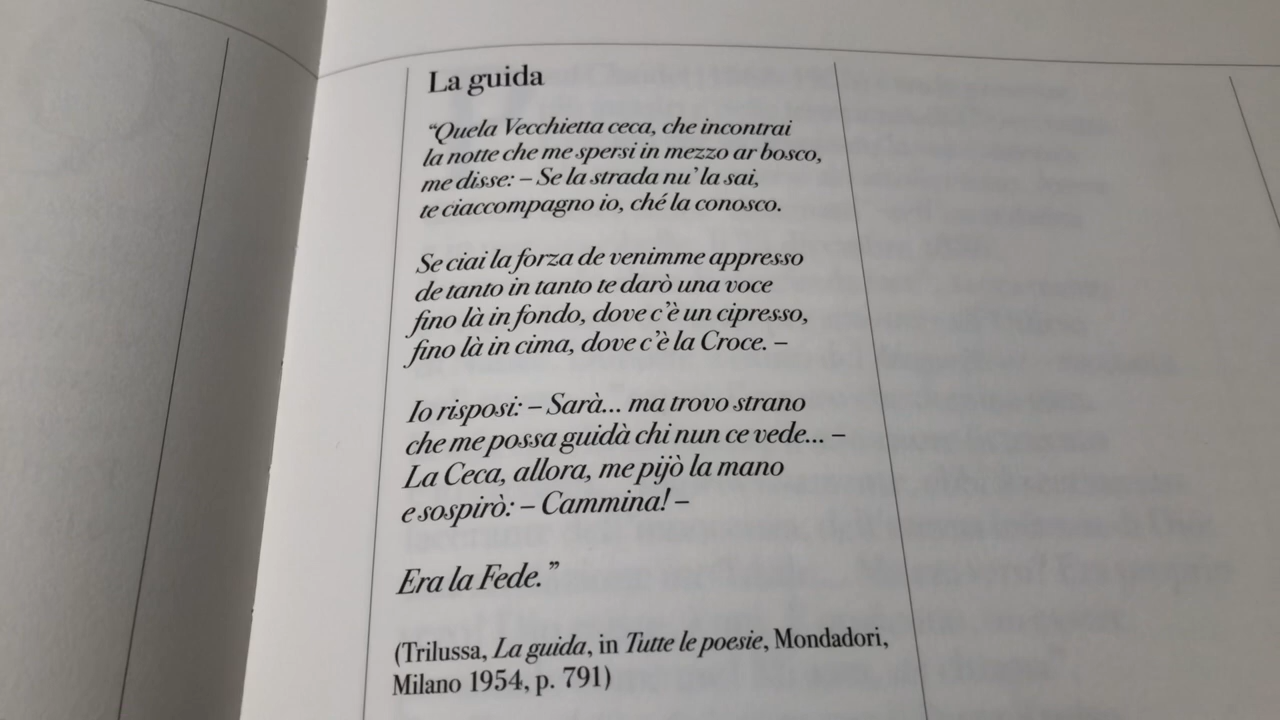 La guida
“Quela Vecchietta ceca, che incontrai
la notte che me spersi in mezzo ar bosco,
me disse: – Se la strada nu’ la sai,
te ciaccompagno io, ché la conosco.
Se ciai la forza de venimme appresso
de tanto in tanto te darò una voce
fino là in fondo, dove c’è un cipresso,
fino là in cima, dove c’è la Croce. –
Io risposi: – Sarà... ma trovo strano
che me possa guidà chi nun ce vede... –
La Ceca, allora, me pijò la mano
e sospirò: – Cammina! –
Era la Fede.”
(Trilussa, La guida, in Tutte le poesie, Mondadori,
Milano 1954, p. 791)